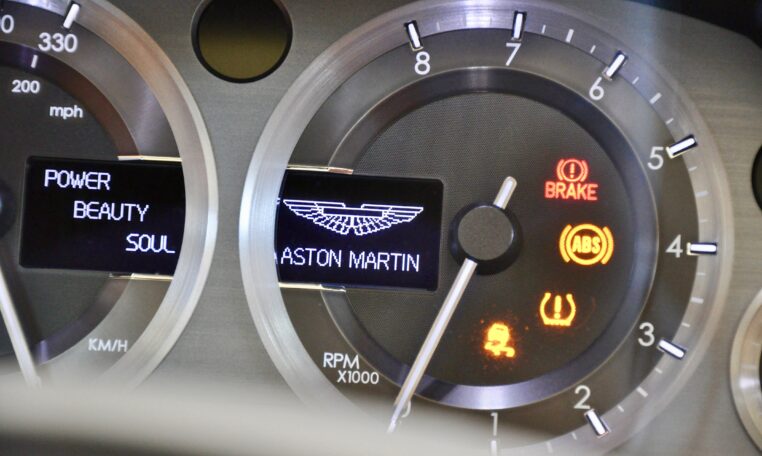 330
200
mph
POWER
BEAUTY
SOUL
KM/H
ASTON MARTIN
8
7
6
5
4
3
2
1
0
RPM
X1000
BRAKE
ABS